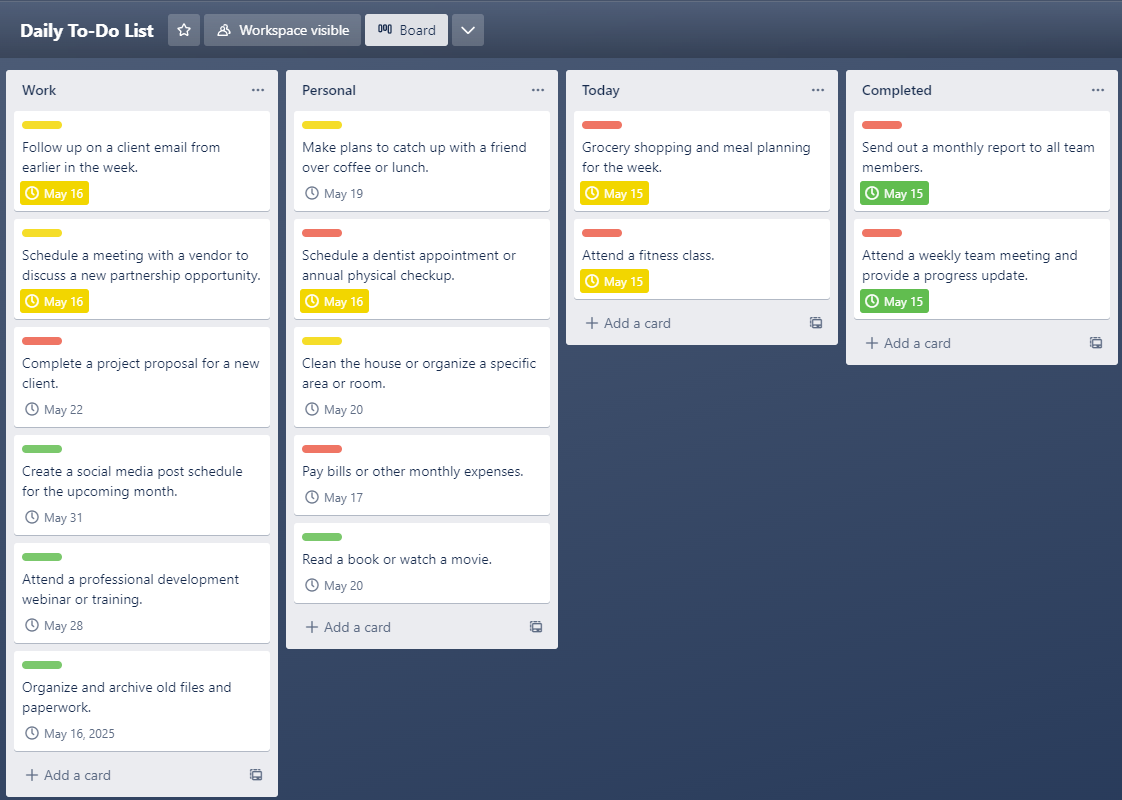 Daily To-Do List
Workspace visible
Board
Work
Follow up on a client email from
earlier in the week.
May 16
Schedule a meeting with a vendor to
discuss a new partnership opportunity.
May 16
Complete a project proposal for a new
client.
May 22
Create a social media post schedule
for the upcoming month.
May 31
Attend a professional development
webinar or training.
May 28
Organize and archive old files and
paperwork.
May 16, 2025
Add a card
Personal
Make plans to catch up with a friend
over coffee or lunch.
May 19
Schedule a dentist appointment or
annual physical checkup.
May 16
Clean the house or organize a specific
area or room.
May 20
Pay bills or other monthly expenses.
May 17
Read a book or watch a movie.
May 20
Add a card
Today
Grocery shopping and meal planning
for the week.
May 15
Attend a fitness class.
May 15
Add a card
Completed
Send out a monthly report to all team
members.
May 15
Attend a weekly team meeting and
provide a progress update.
May 15
Add a card